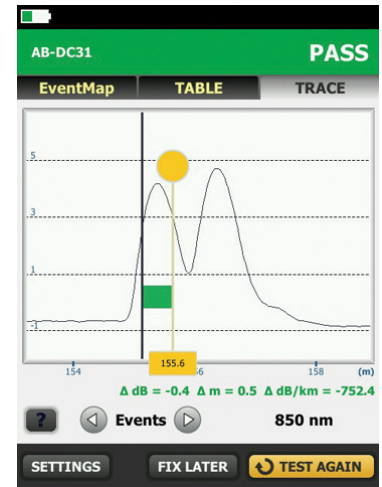 AB-DC31 PASS
EventMap TABLE TRACE
5
3
1
-1
154 155.6 6 158 (m)
Δ dB = -0.4 Δ m = 0.5 Δ dB/km = -752.4
? Events 850 nm
SETTINGS FIX LATER TEST AGAIN